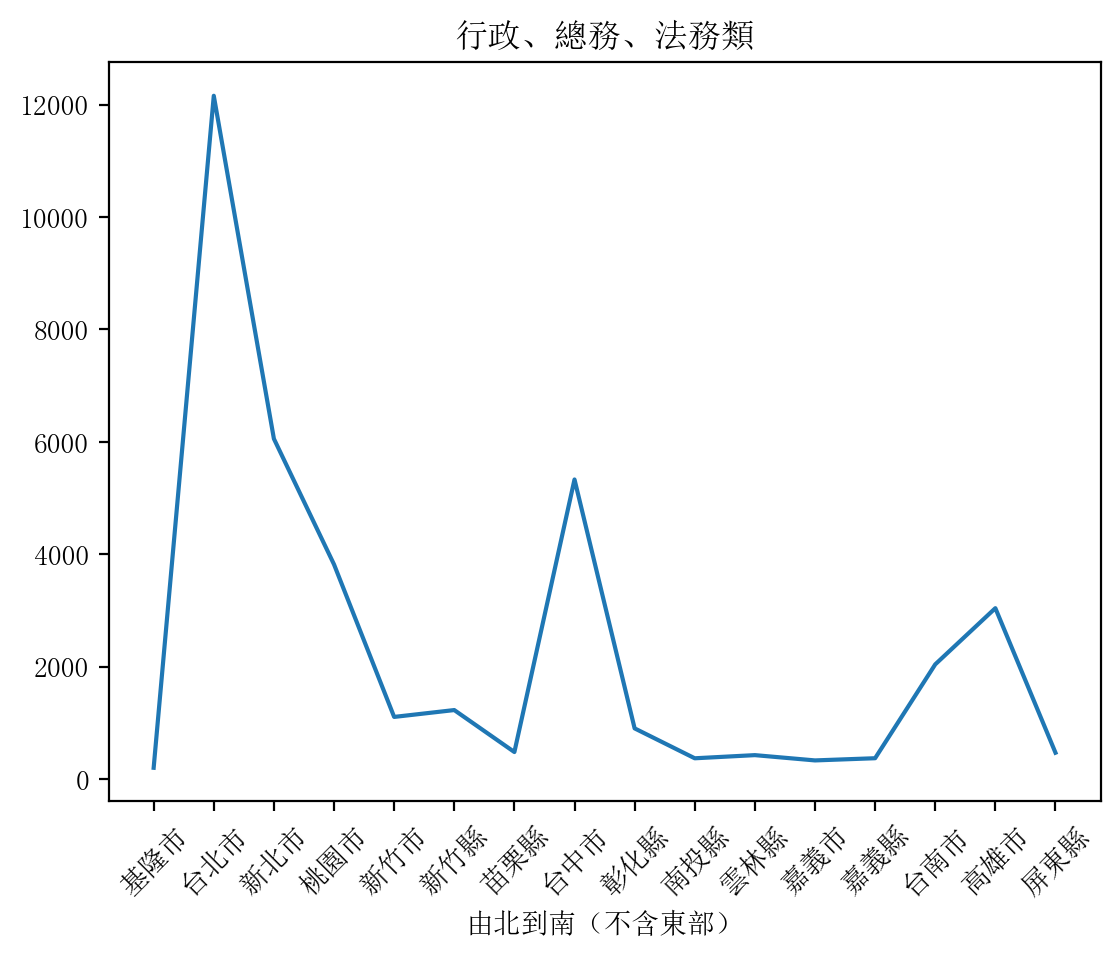 行政、總務、法務類
12000
10000
8000
6000
4000
2000
0
基隆市
台北市
新北市
桃園市
新竹市
新竹縣
苗栗縣
台中市
彰化縣
南投縣
雲林縣
嘉義市
嘉義縣
台南市
高雄市
屏東縣
由北到南（不含東部）